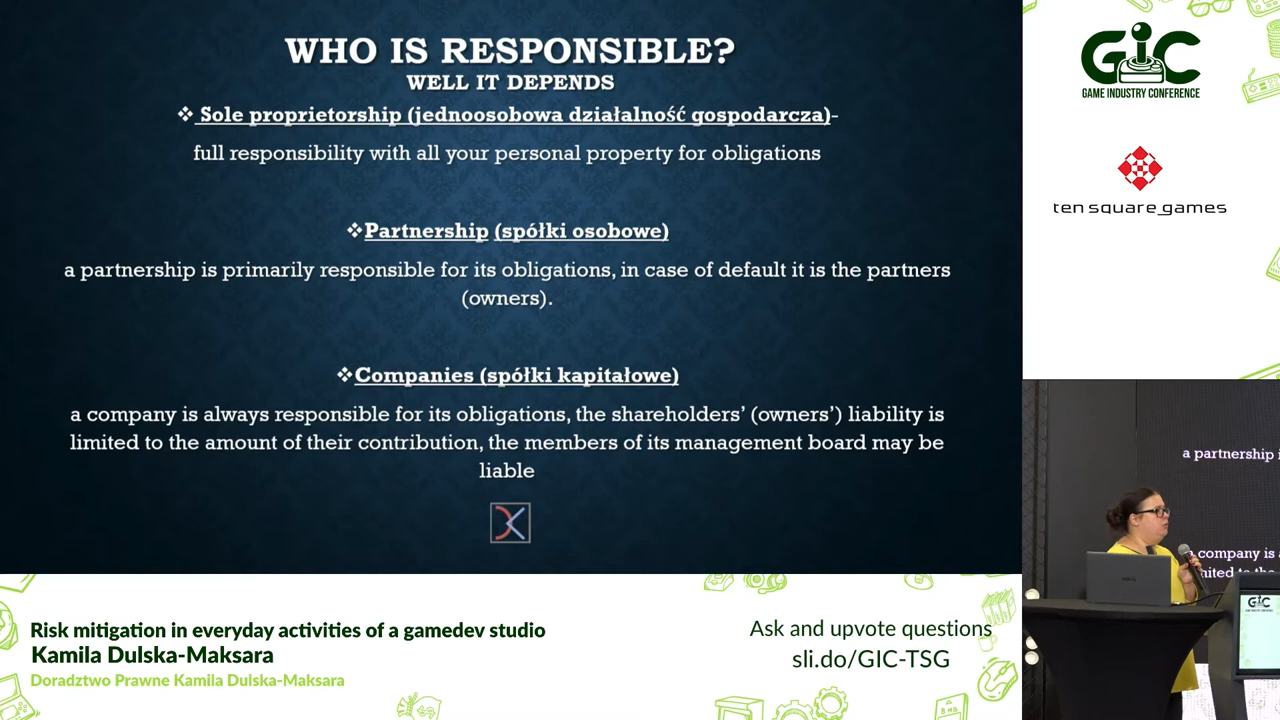 WHO IS RESPONSIBLE?
WELL IT DEPENDS
❖ Sole proprietorship (jednoosobowa działalność gospodarcza)-
full responsibility with all your personal property for obligations
❖Partnership (spółki osobowe)
a partnership is primarily responsible for its obligations, in case of default it is the partners
(owners).
❖Companies (spółki kapitałowe)
a company is always responsible for its obligations, the shareholders’ (owners’) liability is
limited to the amount of their contribution, the members of its management board may be
liable
GIC
GAME INDUSTRY CONFERENCE
ten square games
a partnership i
company is
mited to the
GIC
Risk mitigation in everyday activities of a gamedev studio
Kamila Dulska-Maksara
Doradztwo Prawne Kamila Dulska-Maksara
Ask and upvote questions
sli.do/GIC-TSG